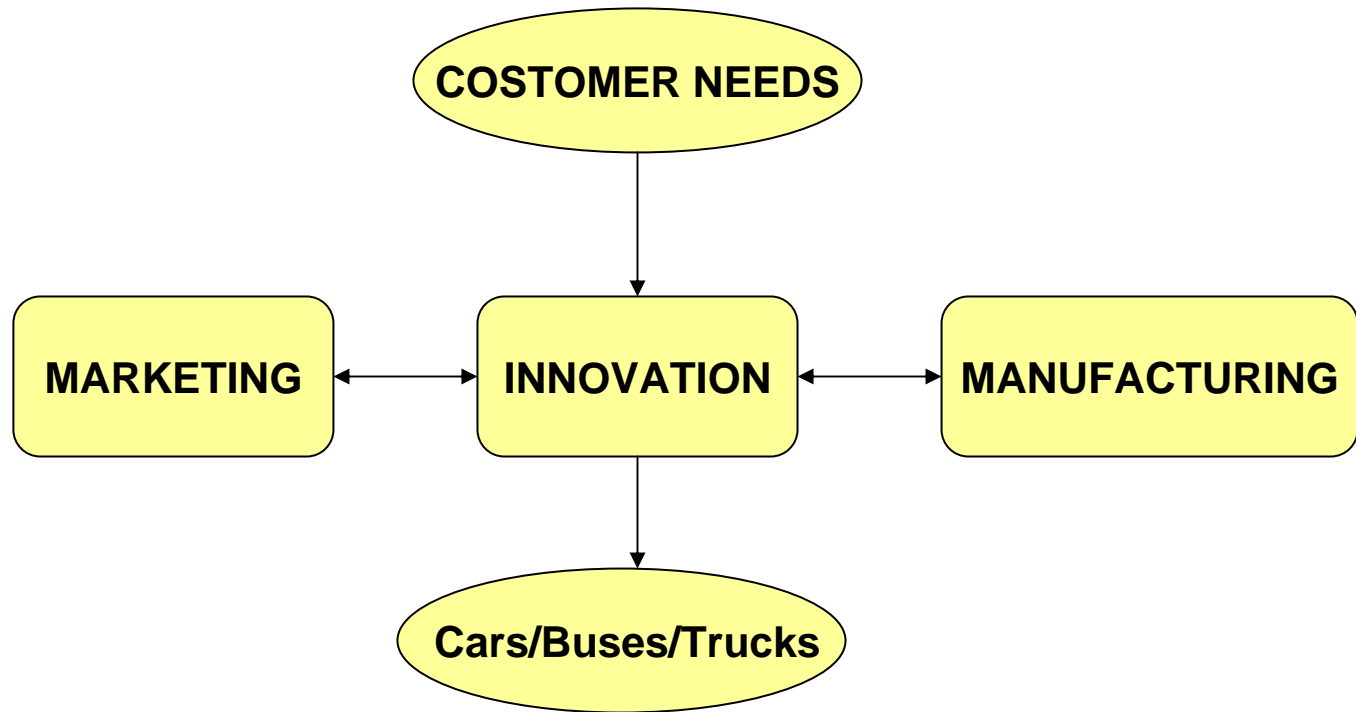 COSTOMER NEEDS
MARKETING
INNOVATION
MANUFACTURING
Cars/Buses/Trucks